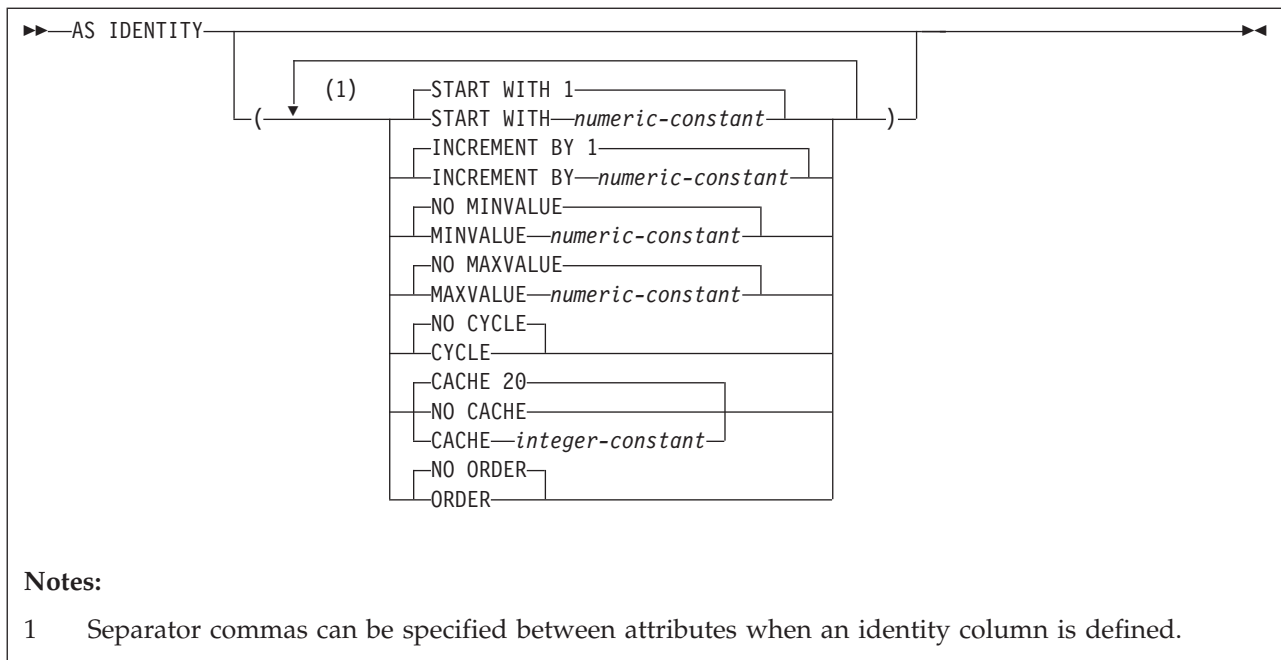 AS IDENTITY
(1)
START WITH 1
( START WITH numeric-constant )
INCREMENT BY 1
INCREMENT BY numeric-constant
NO MINVALUE
MINVALUE numeric-constant
NO MAXVALUE
MAXVALUE numeric-constant
NO CYCLE
CYCLE
CACHE 20
NO CACHE
CACHE integer-constant
NO ORDER
ORDER
Notes:
1 Separator commas can be specified between attributes when an identity column is defined.